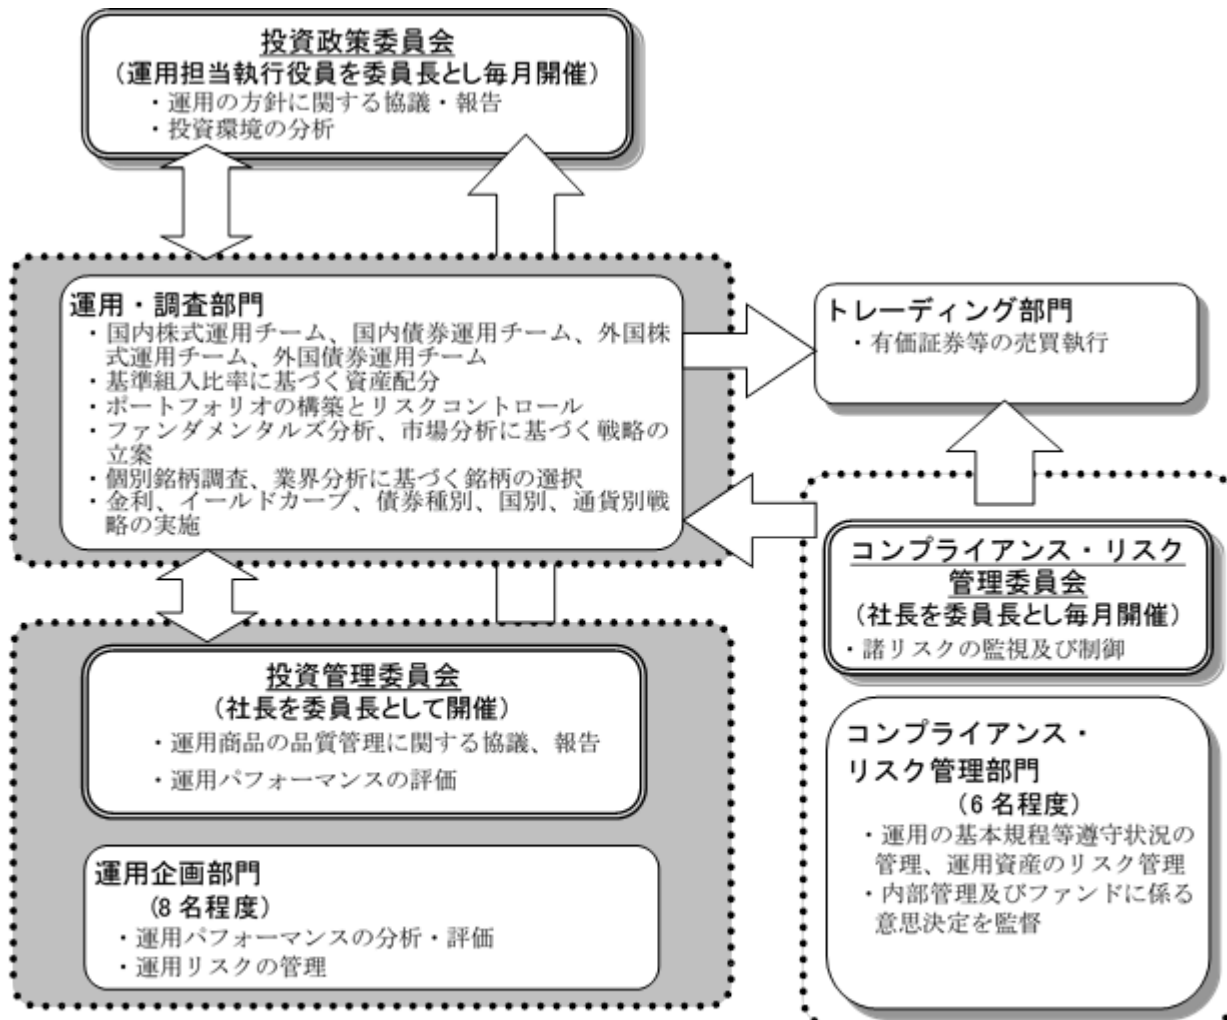 投資政策委員会
（運用担当執行役員を委員長とし毎月開催）
・運用の方針に関する協議・報告
・投資環境の分析
運用・調査部門
・国内株式運用チーム、国内債券運用チーム、外国株
式運用チーム、外国債券運用チーム
・基準組入比率に基づく資産配分
・ポートフォリオの構築とリスクコントロール
・ファンダメンタルズ分析、市場分析に基づく戦略の
立案
・個別銘柄調査、業界分析に基づく銘柄の選択
・金利、イールドカーブ、債券種別、国別、通貨別戦
略の実施
トレーディング部門
・有価証券等の売買執行
コンプライアンス・リスク
管理委員会
（社長を委員長とし毎月開催）
・諸リスクの監視及び制御
投資管理委員会
（社長を委員長として開催）
・運用商品の品質管理に関する協議、報告
・運用パフォーマンスの評価
コンプライアンス・
リスク管理部門
（6 名程度）
・運用の基本規程等遵守状況の
管理、運用資産のリスク管理
・内部管理及びファンドに係る
意思決定を監督
運用企画部門
（8 名程度）
・運用パフォーマンスの分析・評価
・運用リスクの管理